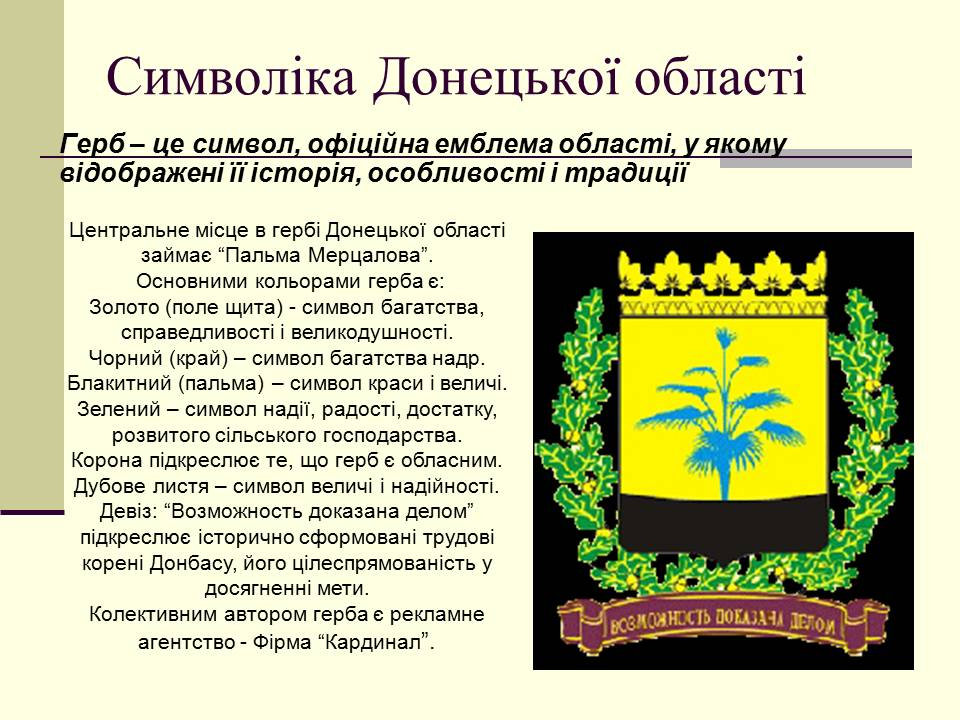 Символіка Донецької області
Герб – це символ, офіційна емблема області, у якому
відображені її історія, особливості і традиції
Центральне місце в гербі Донецької області
займає “Пальма Мерцалова”.
Основними кольорами герба є:
Золото (поле щита) - символ багатства,
справедливості і великодушності.
Чорний (край) – символ багатства надр.
Блакитний (пальма) – символ краси і величі.
Зелений – символ надії, радості, достатку,
розвитого сільського господарства.
Корона підкреслює те, що герб є обласним.
Дубове листя – символ величі і надійності.
Девіз: “Возможность доказана делом”
підкреслює історично сформовані трудові
корені Донбасу, його цілеспрямованість у
досягненні мети.
Колективним автором герба є рекламне
агентство - Фірма “Кардинал”.
ВОЗМОЖНОСТЬ ДОКАЗАНА ДЕЛОМ